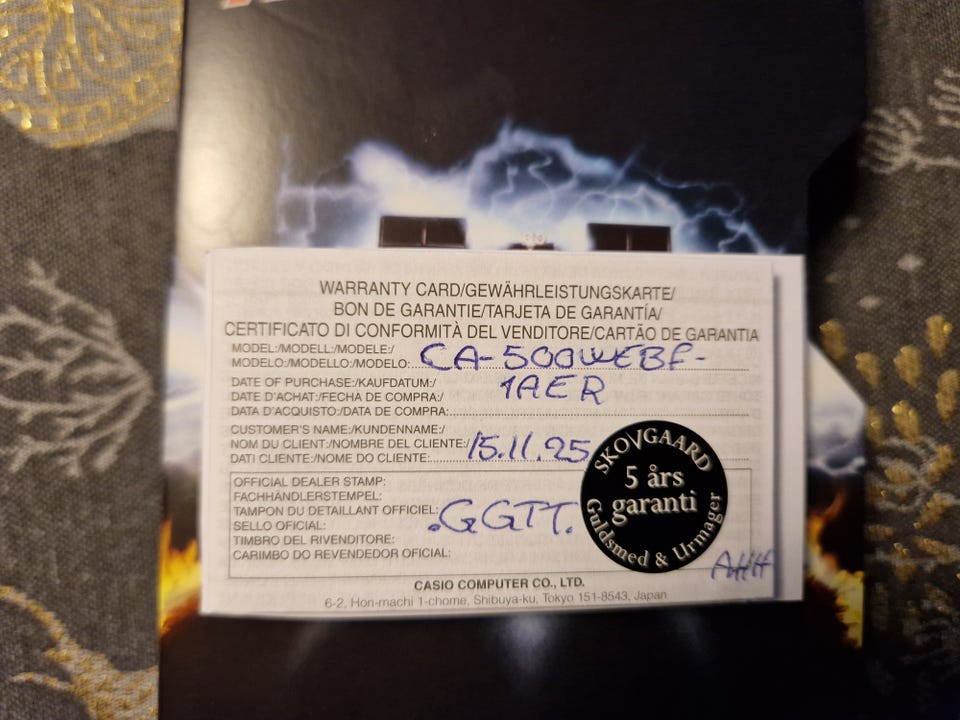 WARRANTY CARD/GEWÄHRLEISTUNGSKARTE/
BON DE GARANTIE/TARJETA DE GARANTÍA/
CERTIFICATO DI CONFORMITÀ DEL VENDITORE/CARTÃO DE GARANTIA
MODEL:/MODELL:/MODELE:/
MODELO:/MODELLO:/MODELO: CA-500WEBF-
DATE OF PURCHASE:/KAUFDATUM:/ 1AER
DATE D'ACHAT:/FECHA DE COMPRA:/
DATA D'ACQUISTO:/DATA DE COMPRA:
CUSTOMER'S NAME:/KUNDENNAME:/
NOM DU CLIENT:/NOMBRE DEL CLIENTE:/ 15.11.25
DATI CLIENTE:/NOME DO CLIENTE:
OFFICIAL DEALER STAMP:
FACHHÄNDLERSTEMPEL:
TAMPON DU DETAILLANT OFFICIEL: .GGTT.
SELLO OFICIAL:
TIMBRO DEL RIVENDITORE:
CARIMBO DO REVENDEDOR OFICIAL:
SKOVGAARD
5 års
garanti
Guldsmed & Urmager
AHH
CASIO COMPUTER CO., LTD.
6-2, Hon-machi 1-chome, Shibuya-ku, Tokyo 151-8543, Japan